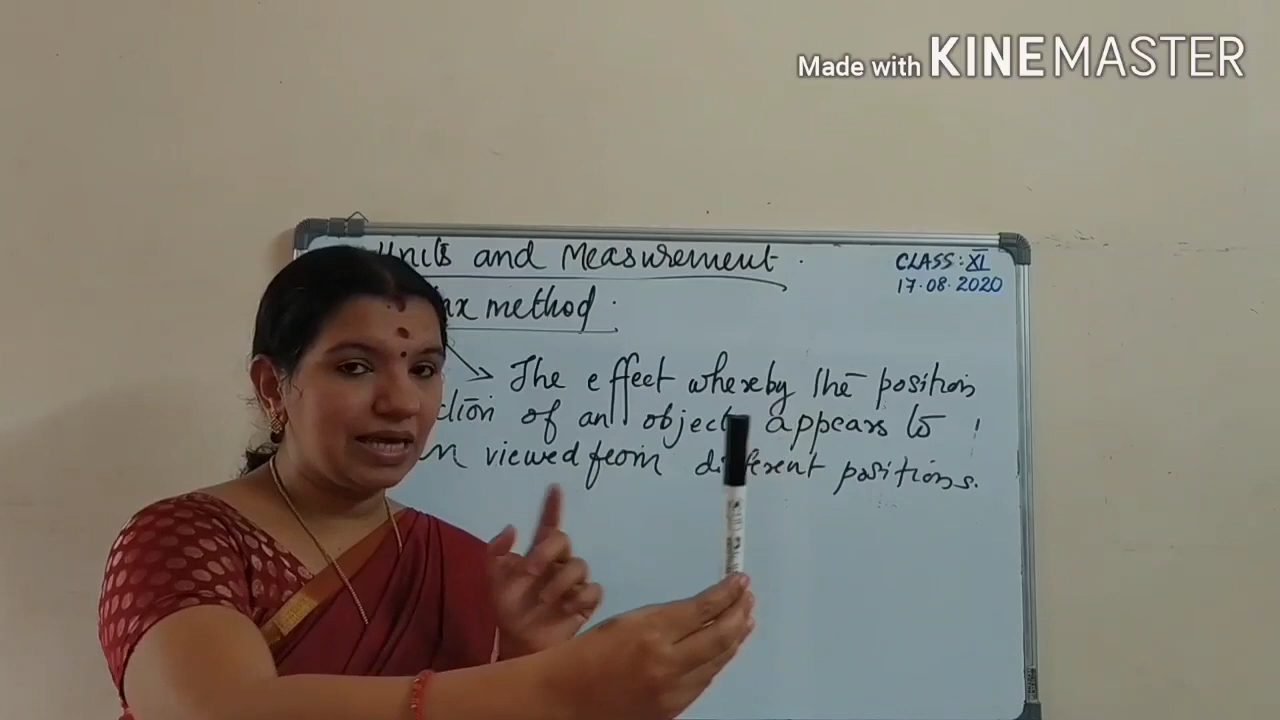 Made with KINEMASTER
Units and Measurement.
method.
CLASS: XI
17.08.2020
The effect whereby the position
of an object appears to
viewed from different positions.